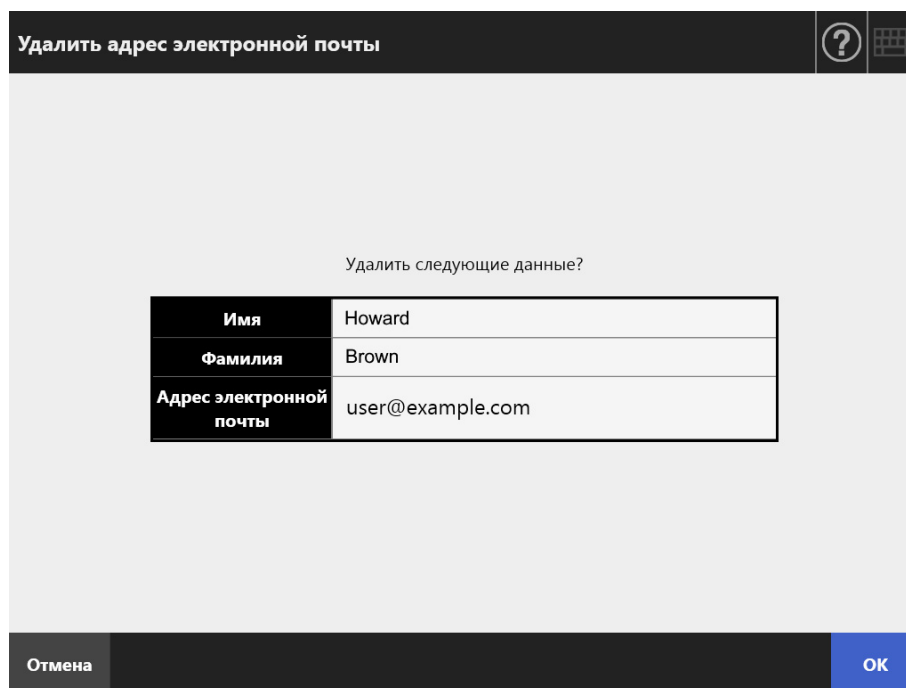 Удалить адрес электронной почты
?
Удалить следующие данные?
Имя Howard
Фамилия Brown
Адрес электронной
почты user@example.com
Отмена OK